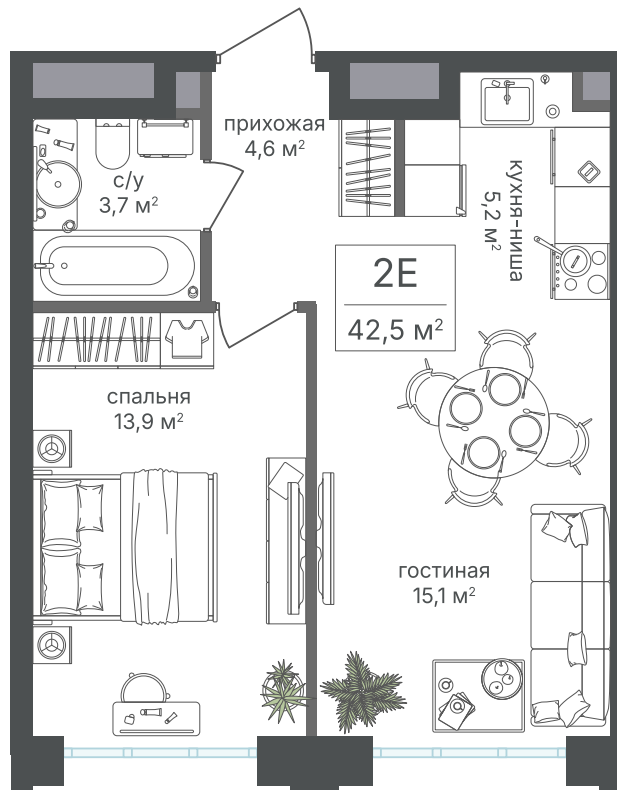 прихожая
4,6 м²
с/у
3,7 м²
кухня-ниша
5,2 м²
2Е
42,5 м²
спальня
13,9 м²
гостиная
15,1 м²